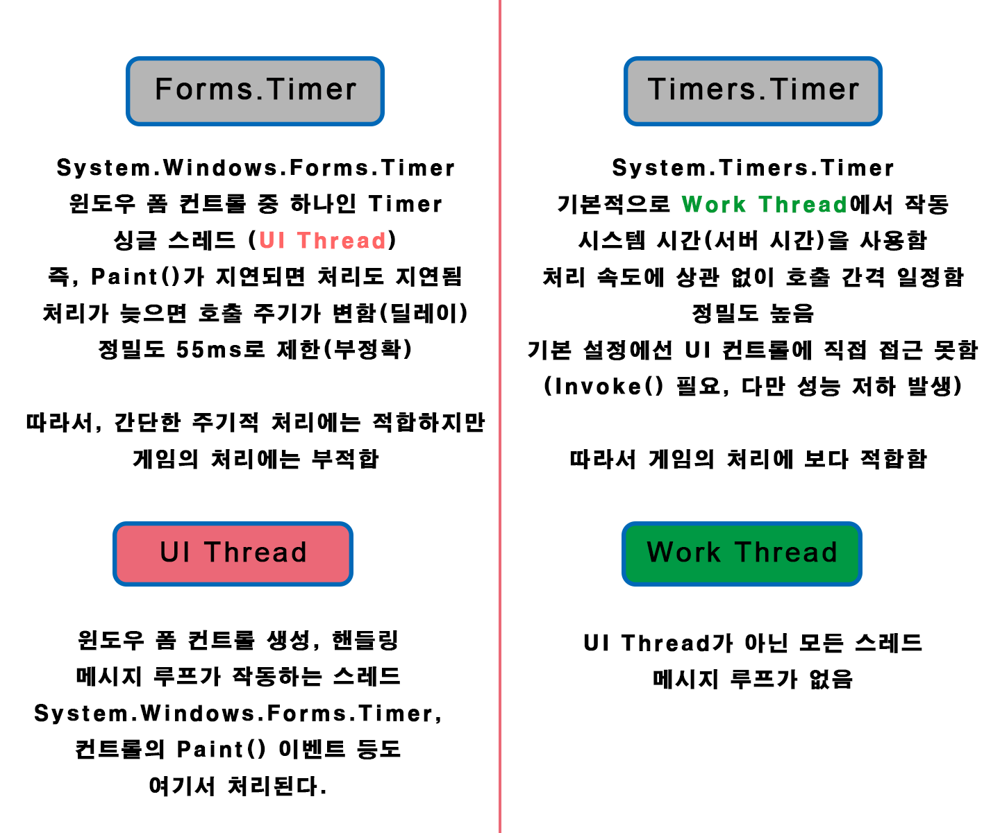 Forms.Timer
System.Windows.Forms.Timer
윈도우 폼 컨트롤 중 하나인 Timer
싱글 스레드 (UI Thread)
즉, Paint()가 지연되면 처리도 지연됨
처리가 늦으면 호출 주기가 변함(딜레이)
정밀도 55ms로 제한(부정확)
따라서, 간단한 주기적 처리에는 적합하지만
게임의 처리에는 부적합
UI Thread
윈도우 폼 컨트롤 생성, 핸들링
메시지 루프가 작동하는 스레드
System.Windows.Forms.Timer,
컨트롤의 Paint() 이벤트 등도
여기서 처리된다.
Timers.Timer
System.Timers.Timer
기본적으로 Work Thread에서 작동
시스템 시간(서버 시간)을 사용함
처리 속도에 상관 없이 호출 간격 일정함
정밀도 높음
기본 설정에선 UI 컨트롤에 직접 접근 못함
(Invoke() 필요, 다만 성능 저하 발생)
따라서 게임의 처리에 보다 적합함
Work Thread
UI Thread가 아닌 모든 스레드
메시지 루프가 없음